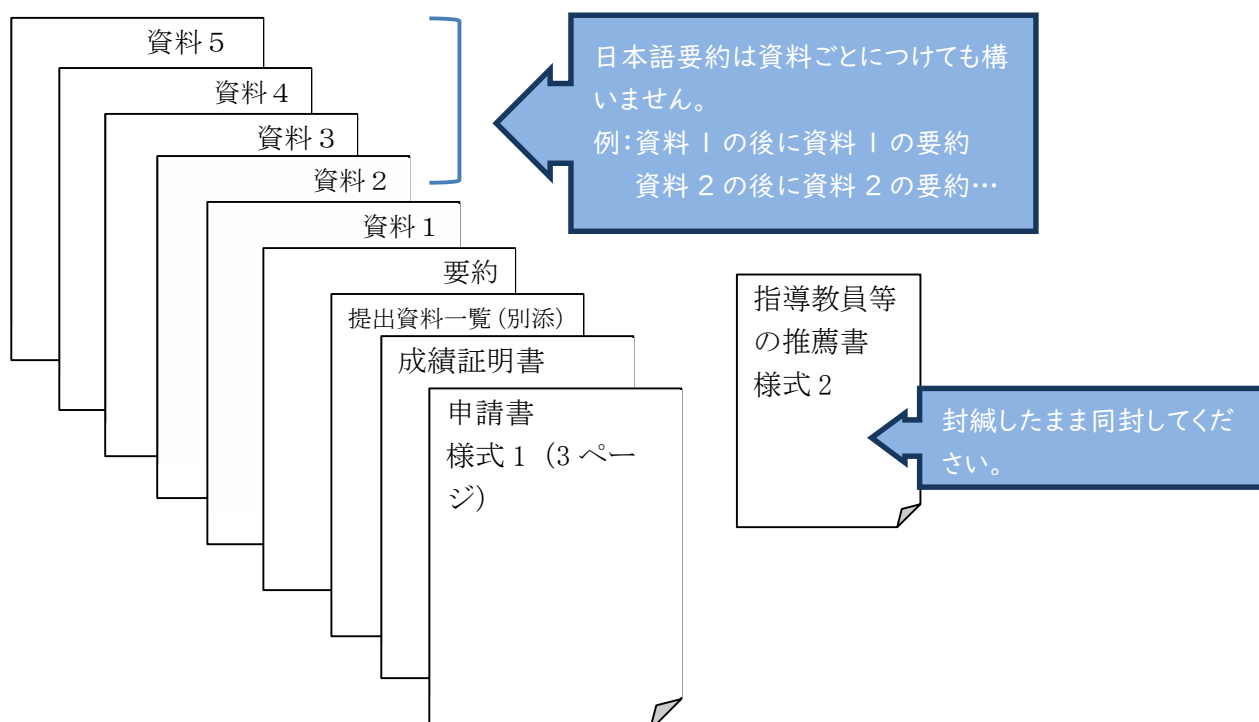 資料５
資料４
資料３
資料２
資料１
要約
提出資料一覧（別添）
成績証明書
申請書
様式1（3ペー
ジ）
日本語要約は資料ごとにつけても構
いません。
例：資料1の後に資料1の要約
資料2の後に資料2の要約…
指導教員等
の推薦書
様式2
封緘したまま同封してくだ
さい。